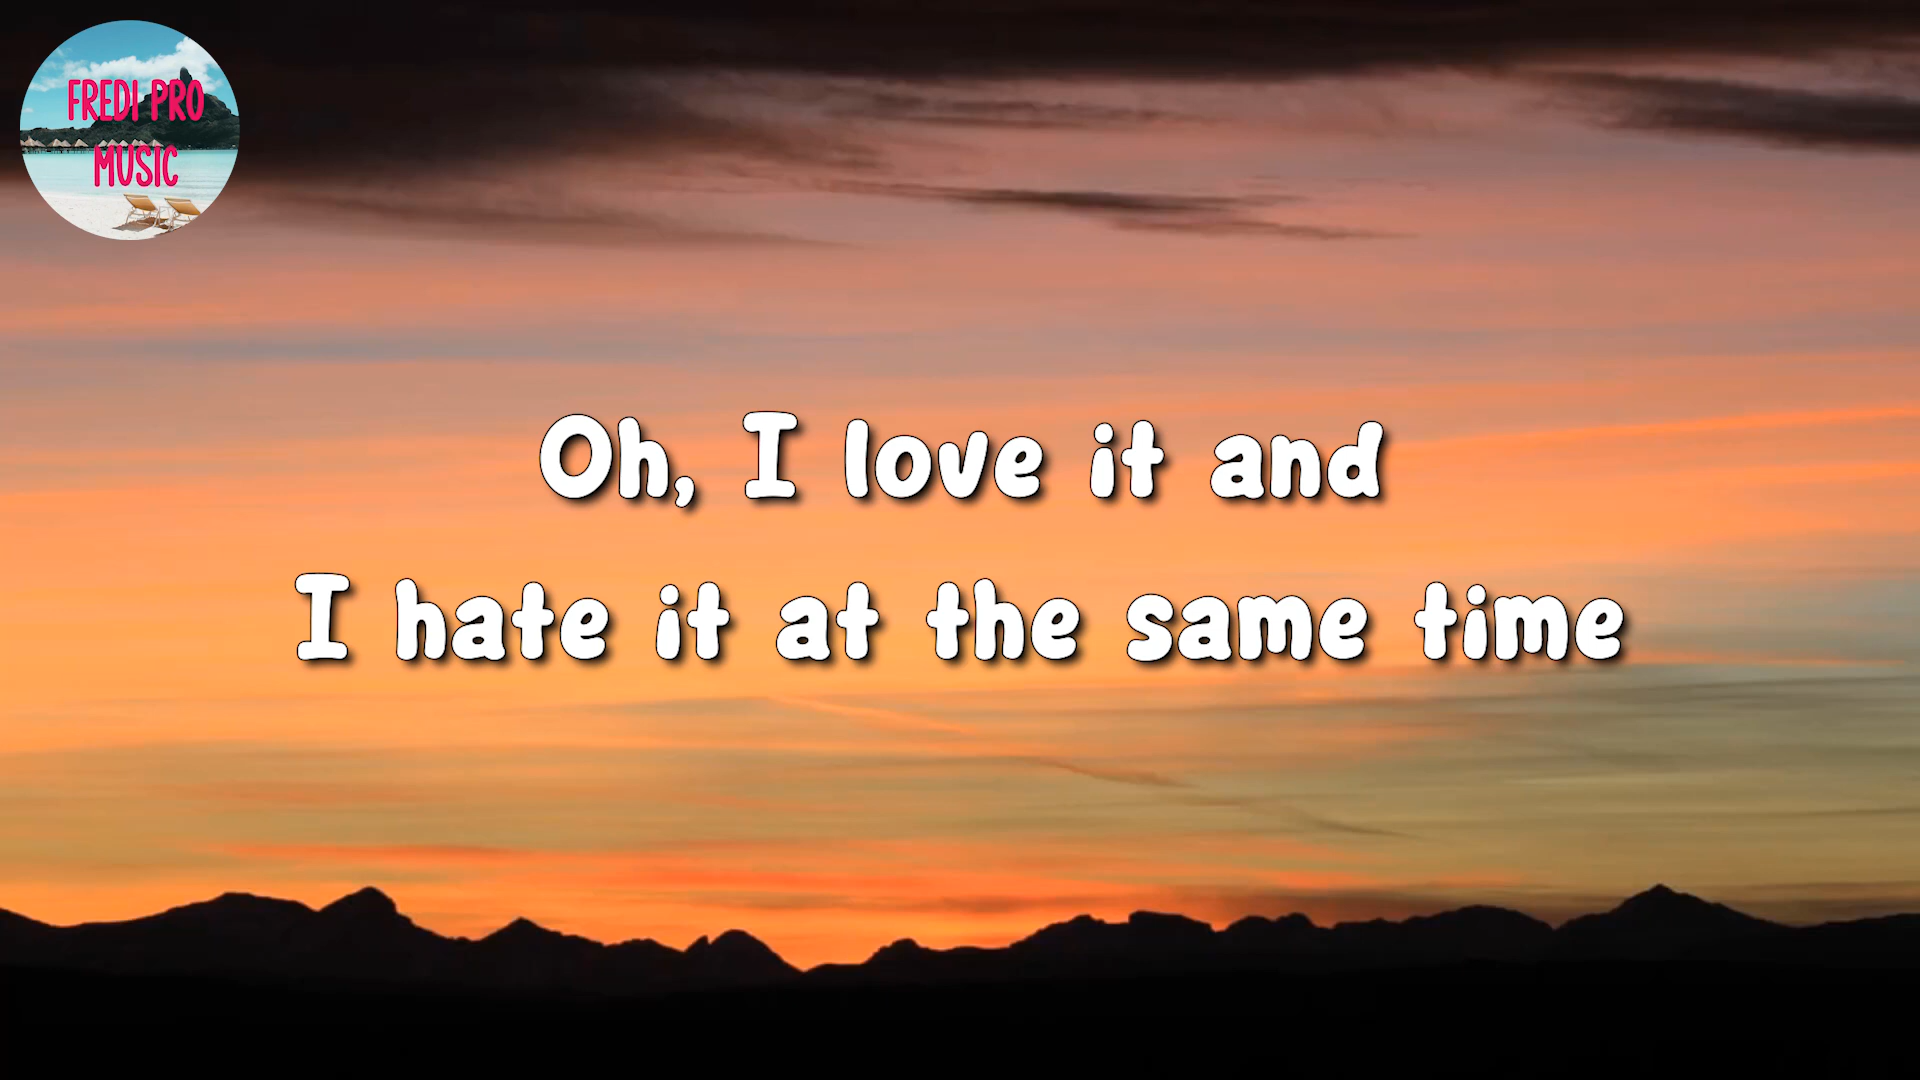 FREDI PRO
MUSIC
Oh, I love it and
I hate it at the same time